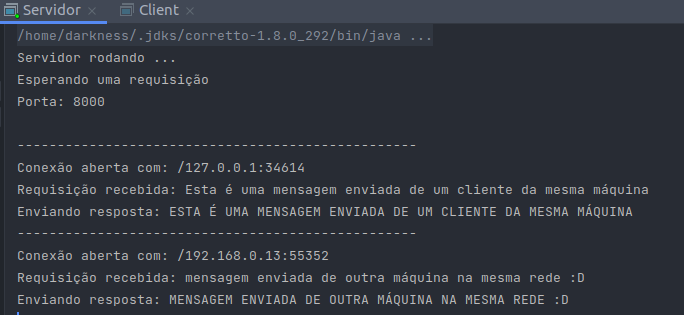 Servidor × Client ×
/home/darkness/.jdks/corretto-1.8.0_292/bin/java ...
Servidor rodando ...
Esperando uma requisição
Porta: 8000
--------------------------------------------------
Conexão aberta com: /127.0.0.1:34614
Requisição recebida: Esta é uma mensagem enviada de um cliente da mesma máquina
Enviando resposta: ESTA É UMA MENSAGEM ENVIADA DE UM CLIENTE DA MESMA MÁQUINA
--------------------------------------------------
Conexão aberta com: /192.168.0.13:55352
Requisição recebida: mensagem enviada de outra máquina na mesma rede :D
Enviando resposta: MENSAGEM ENVIADA DE OUTRA MÁQUINA NA MESMA REDE :D